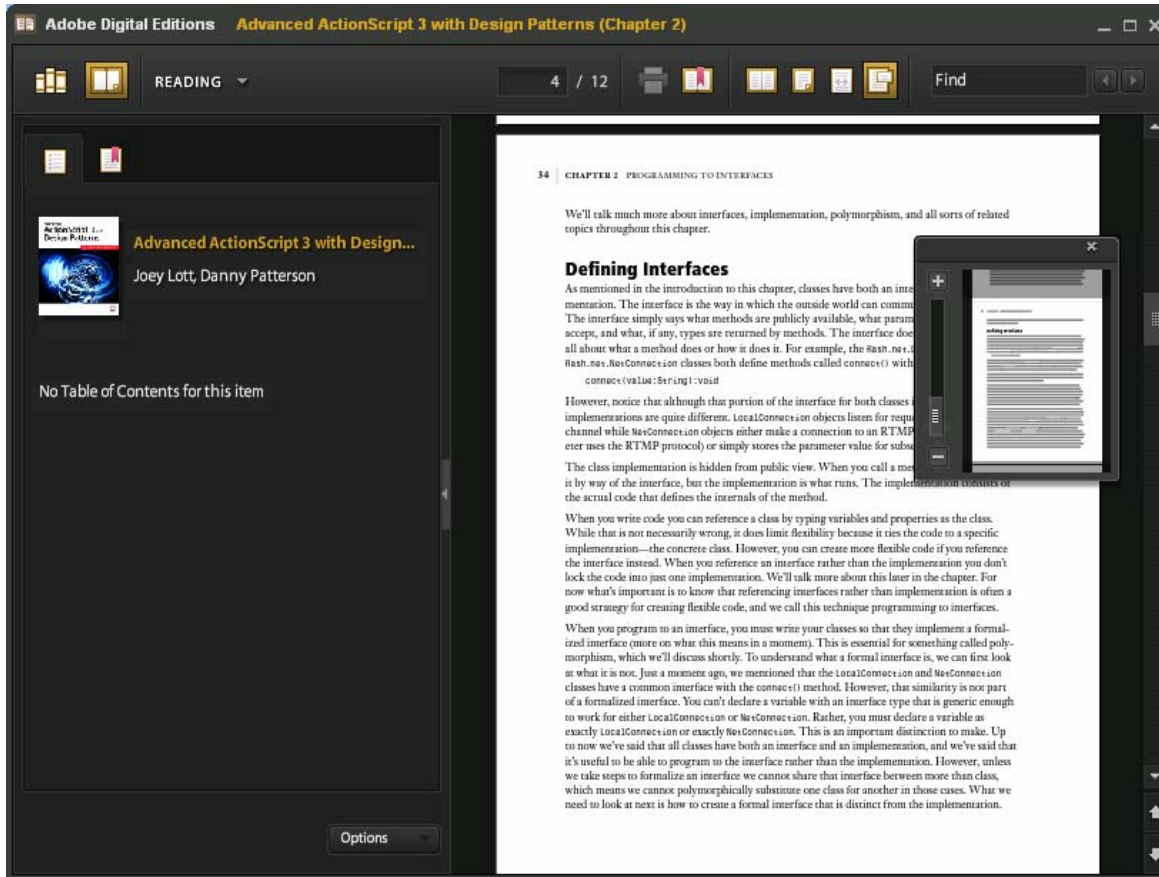 Adobe Digital Editions Advanced ActionScript 3 with Design Patterns (Chapter 2)
READING
4 / 12
Find
ActionScript 3 with
Design Patterns
Advanced ActionScript 3 with Design...
Joey Lott, Danny Patterson
No Table of Contents for this item
Options
34 CHAPTER 2 PROGRAMMING TO INTERFACES
We'll talk much more about interfaces, implementation, polymorphism, and all sorts of related
topics throughout this chapter.
Defining Interfaces
As mentioned in the introduction to this chapter, classes have both an inte
mentation. The interface is the way in which the outside world can commu
The interface simply says what methods are publicly available, what param
accept, and what, if any, types are returned by methods. The interface doe
all about what a method does or how it does it. For example, the flash.net.L
flash.net.NetConnection classes both define methods called connect() with
connect(value:String):void
However, notice that although that portion of the interface for both classes i
implementations are quite different. LocalConnection objects listen for requ
channel while NetConnection objects either make a connection to an RTMP
eter uses the RTMP protocol) or simply stores the parameter value for subse
The class implementation is hidden from public view. When you call a me
it by way of the interface, but the implementation is what runs. The implementation consists of
the actual code that defines the internals of the method.
When you write code you can reference a class by typing variables and properties as the class.
While that is not necessarily wrong, it does limit flexibility because it ties the code to a specific
implementation—the concrete class. However, you can create more flexible code if you reference
the interface instead. When you reference an interface rather than the implementation you don't
lock the code into just one implementation. We'll talk more about this later in the chapter. For
now what's important is to know that referencing interfaces rather than implementation is often a
good strategy for creating flexible code, and we call this technique programming to interfaces.
When you program to an interface, you must write your classes so that they implement a formal-
ized interface (more on what this means in a moment). This is essential for something called poly-
morphism, which we'll discuss shortly. To understand what a formal interface is, we can first look
at what it is not. Just a moment ago, we mentioned that the LocalConnection and NetConnection
classes have a common interface with the connect() method. However, that similarity is not part
of a formalized interface. You can't declare a variable with an interface type that is generic enough
to work for either LocalConnection or NetConnection. Rather, you must declare a variable as
exactly LocalConnection or exactly NetConnection. This is an important distinction to make. Up
to now we've said that all classes have both an interface and an implementation, and we've said that
it's useful to be able to program to the interface rather than the implementation. However, unless
we take steps to formalize an interface we cannot share that interface between more than class,
which means we cannot polymorphically substitute one class for another in those cases. What we
need to look at next is how to create a formal interface that is distinct from the implementation.